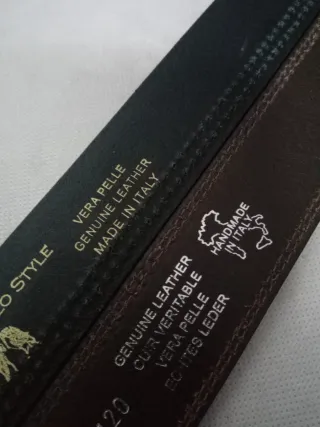 STYLE
VERA PELLE
GENUINE LEATHER
MADE IN ITALY
HANDMADE
IN ITALY
GENUINE LEATHER
CUIR VERITABLE
VERA PELLE
ECHTES LEDER
120